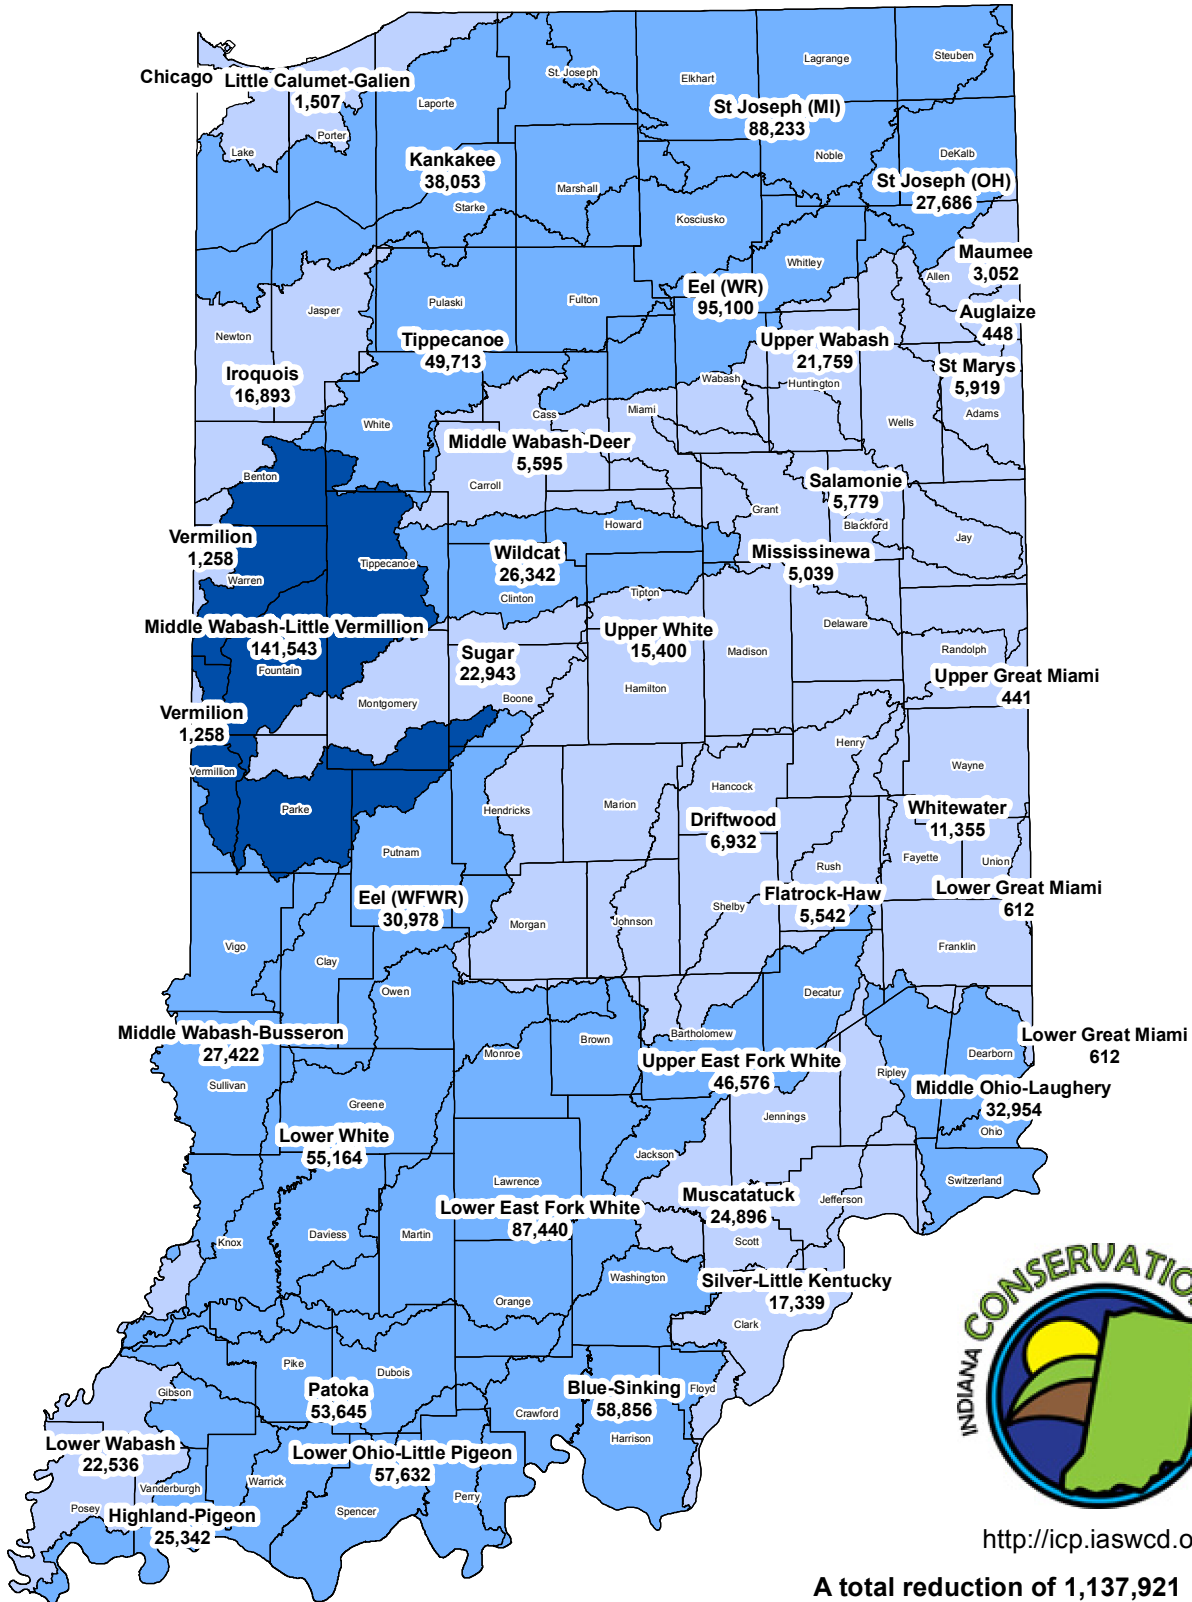 Steuben
Lagrange
St. Joseph
Elkhart
Chicago
Little Calumet-Galien
1,507
Laporte
St Joseph (MI)
88,233
Porter
Lake
Kankakee
38,053
Noble
DeKalb
Marshall
St Joseph (OH)
27,686
Starke
Kosciusko
Maumee
3,052
Whitley
Allen
Eel (WR)
95,100
Pulaski
Fulton
Jasper
Auglaize
448
Newton
Tippecanoe
49,713
Upper Wabash
21,759
St Marys
5,919
Iroquois
16,893
Wabash
Huntington
Adams
Cass
Miami
White
Wells
Middle Wabash-Deer
5,595
Benton
Carroll
Salamonie
5,779
Grant
Blackford
Howard
Jay
Vermilion
1,258
Wildcat
26,342
Mississinewa
5,039
Tippecanoe
Warren
Clinton
Tipton
Middle Wabash-Little Vermillion
141,543
Upper White
15,400
Delaware
Sugar
22,943
Madison
Randolph
Fountain
Upper Great Miami
441
Hamilton
Boone
Montgomery
Vermilion
1,258
Henry
Wayne
Vermillion
Hancock
Parke
Hendricks
Marion
Whitewater
11,355
Driftwood
6,932
Putnam
Fayette
Union
Rush
Eel (WFWR)
30,978
Flatrock-Haw
5,542
Lower Great Miami
612
Shelby
Morgan
Johnson
Vigo
Franklin
Clay
Owen
Decatur
Middle Wabash-Busseron
27,422
Bartholomew
Brown
Lower Great Miami
612
Monroe
Dearborn
Upper East Fork White
46,576
Ripley
Sullivan
Middle Ohio-Laughery
32,954
Greene
Jennings
Ohio
Lower White
55,164
Jackson
Lawrence
Switzerland
Muscatatuck
24,896
Jefferson
Lower East Fork White
87,440
Daviess
Martin
Knox
Scott
Washington
Silver-Little Kentucky
17,339
Orange
Clark
Pike
Dubois
Patoka
53,645
Gibson
Blue-Sinking
58,856
Floyd
Crawford
Harrison
Lower Wabash
22,536
Lower Ohio-Little Pigeon
57,632
Warrick
Vanderburgh
Perry
Posey
Spencer
Highland-Pigeon
25,342
INDIANA CONSERVATIO
http://icp.iaswcd.o
A total reduction of 1,137,921